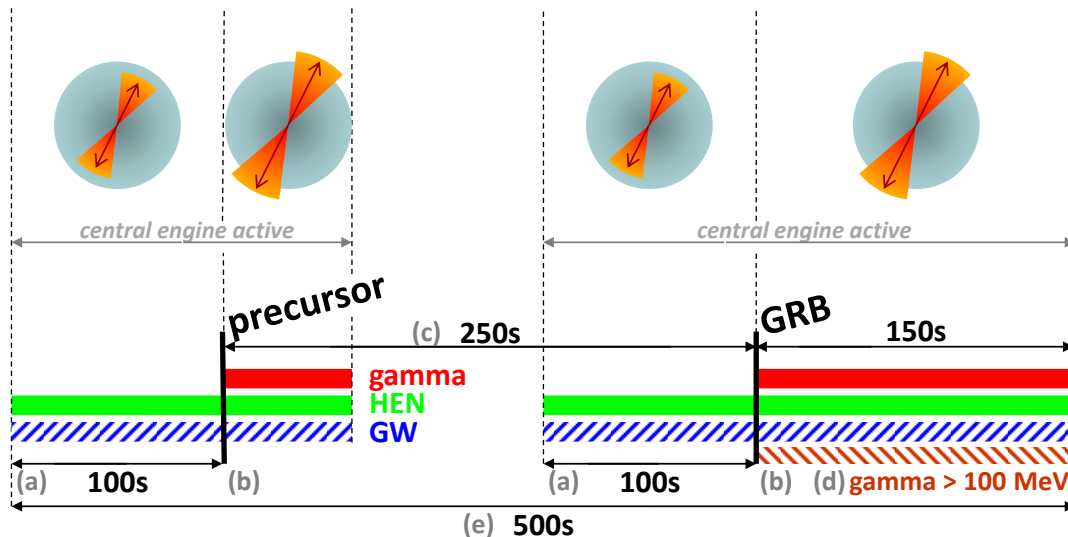 central engine active
central engine active
precursor
GRB
(c) 250s
150s
gamma
HEN
GW
(a) 100s (b)
(a) 100s (b) (d) gamma > 100 MeV
(e) 500s